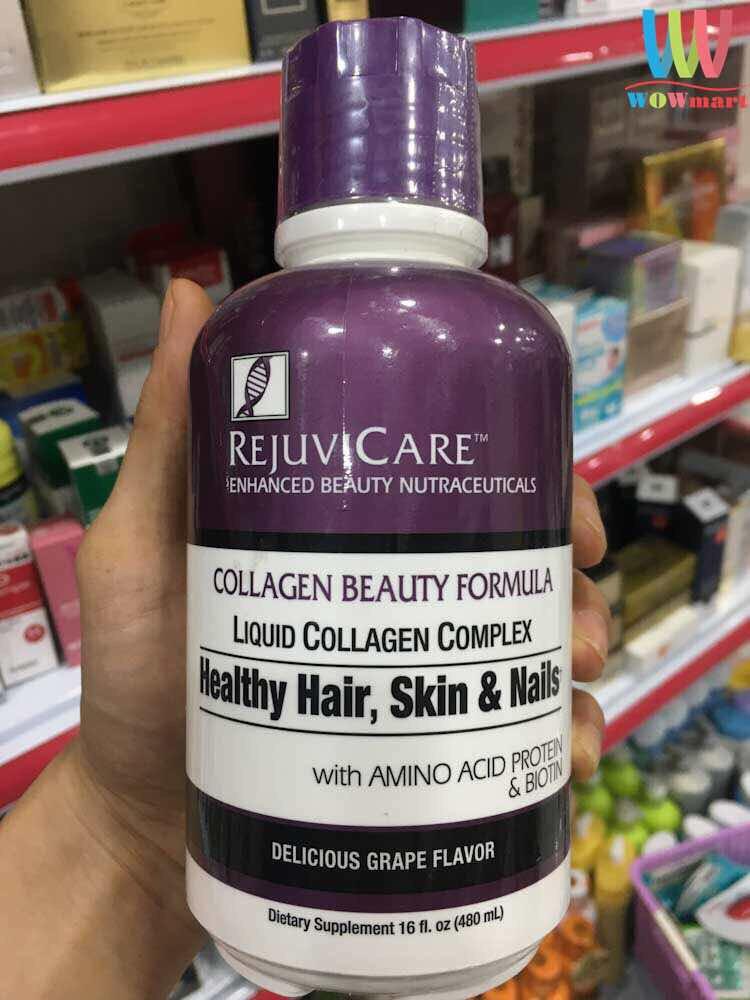 WOWmart
REJUVICARE™
ENHANCED BEAUTY NUTRACEUTICALS
COLLAGEN BEAUTY FORMULA
LIQUID COLLAGEN COMPLEX
Healthy Hair, Skin & Nails
with AMINO ACID PROTEIN
& BIOTIN
DELICIOUS GRAPE FLAVOR
Dietary Supplement 16 fl. oz (480 mL)